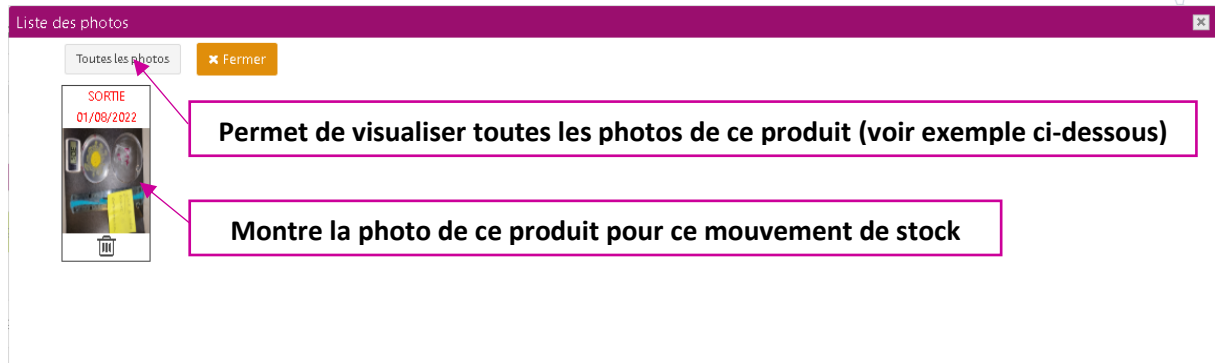 Liste des photos
Toutes les photos
Fermer
SORTIE
01/08/2022
Permet de visualiser toutes les photos de ce produit (voir exemple ci-dessous)
Montre la photo de ce produit pour ce mouvement de stock